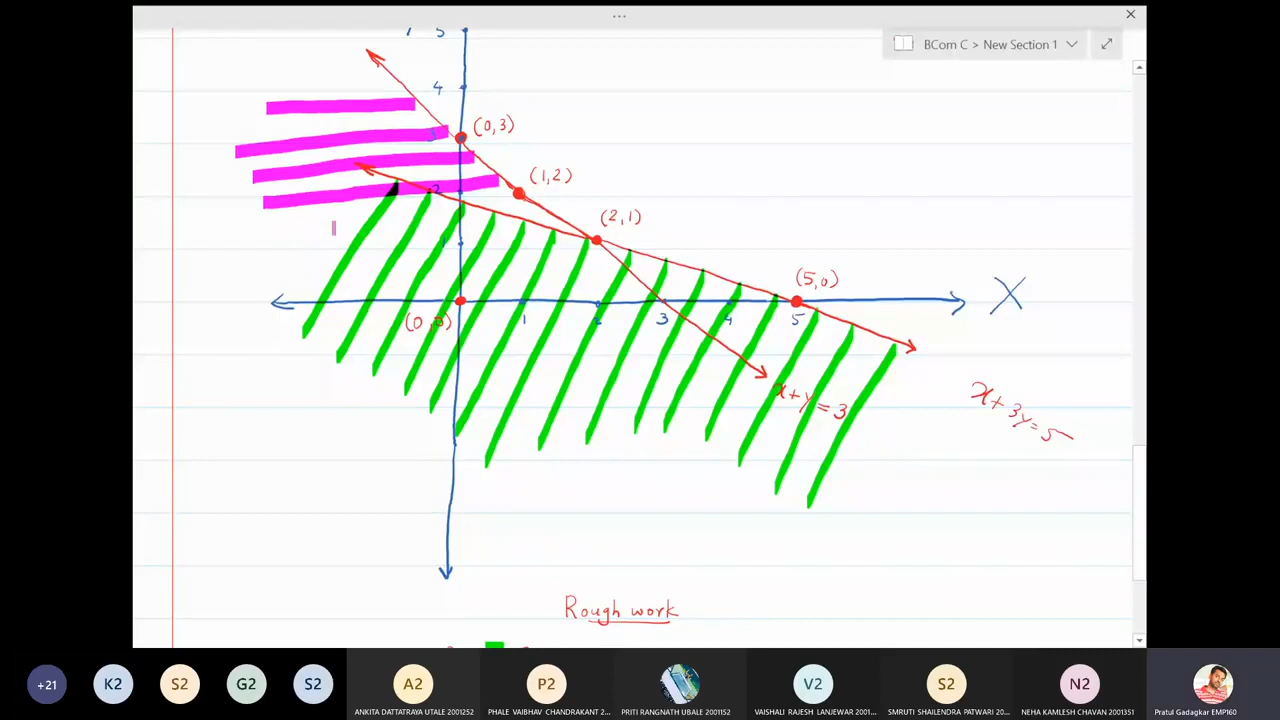 BCom C > New Section 1
5
4
3
(0,3)
(1,2)
2
(2,1)
1
(5,0)
X
(0,0)
1
2
3
4
5
x+y=3
x+3y=5
Rough work
+21
K2
S2
G2
S2
A2
P2
V2
S2
N2
ANKITA DATTATRAYA UTALE 2001252
PHALE VAIBHAV CHANDRAKANT 2...
PRITI RANGNATH UBALE 2001152
VAISHALI RAJESH LANJEWAR 2001...
SMRUTI SHAILENDRA PATWARI 20...
NEHA KAMLESH CHAVAN 2001351
Pratul Gadagkar EMP160